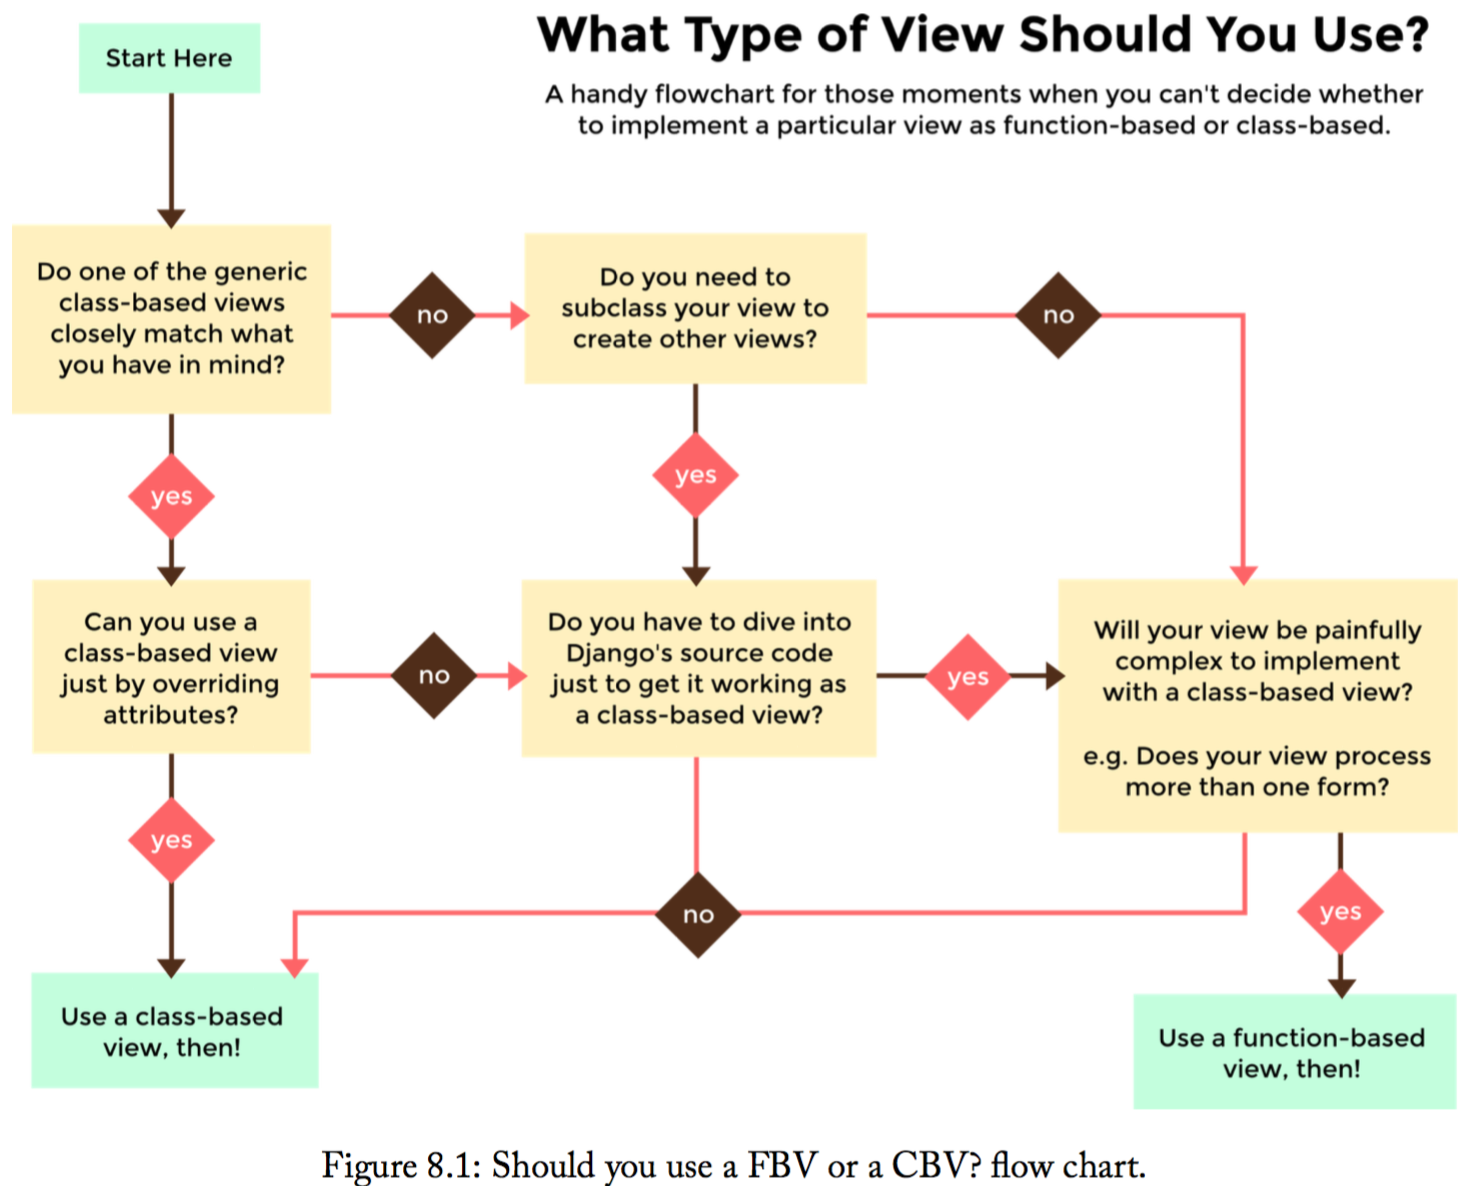 What Type of View Should You Use?
A handy flowchart for those moments when you can't decide whether
to implement a particular view as function-based or class-based.
Start Here
Do one of the generic
class-based views
closely match what
you have in mind?
no
Do you need to
subclass your view to
create other views?
no
yes
yes
Can you use a
class-based view
just by overriding
attributes?
no
Do you have to dive into
Django's source code
just to get it working as
a class-based view?
yes
Will your view be painfully
complex to implement
with a class-based view?
e.g. Does your view process
more than one form?
yes
no
yes
Use a class-based
view, then!
Use a function-based
view, then!
Figure 8.1: Should you use a FBV or a CBV? flow chart.